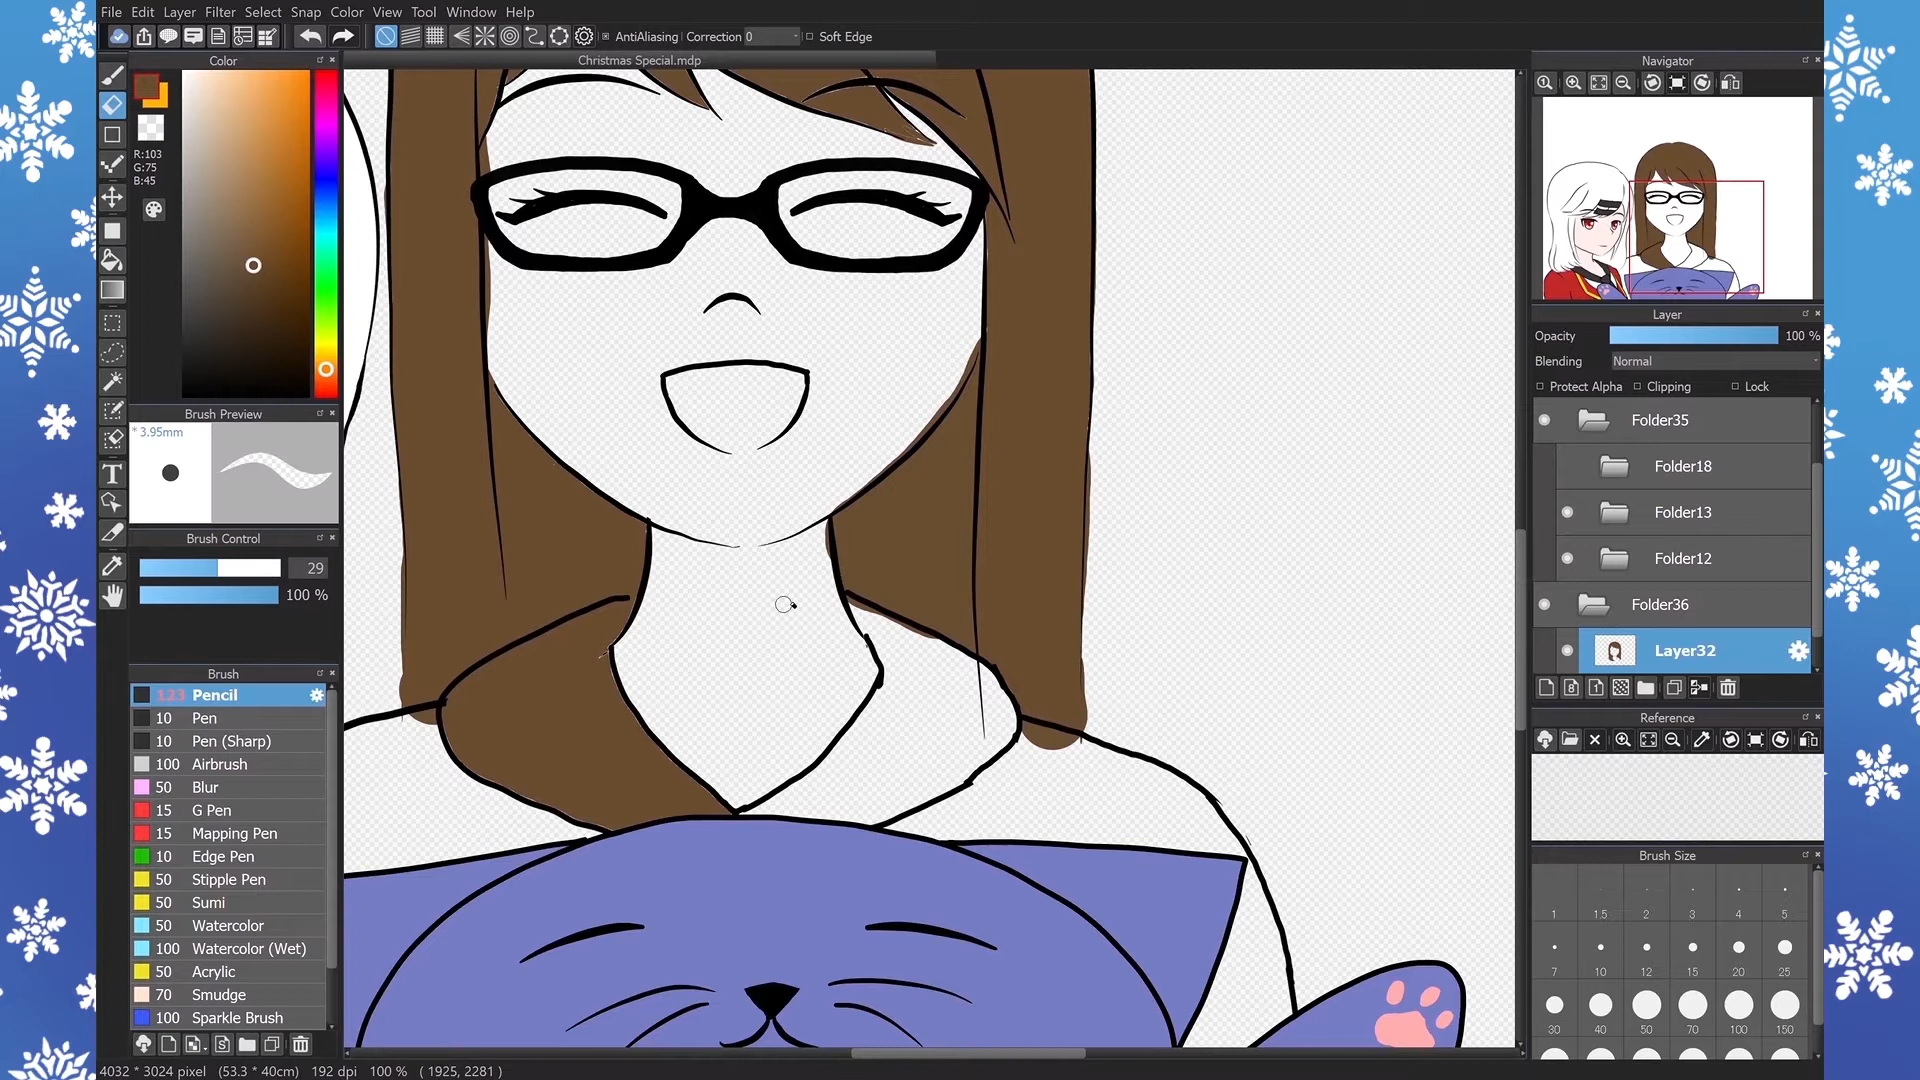 File Edit Layer Filter Select Snap Color View Tool Window Help
AntiAliasing Correction 0 Soft Edge
Color
Christmas Special.mdp
Navigator
R:103
G:75
B:45
Layer
Opacity 100 %
Blending Normal
Protect Alpha Clipping Lock
Brush Preview
* 3.95mm
Folder35
Folder18
Folder13
Folder12
Folder36
Layer32
Brush Control
29
100 %
Brush
123 Pencil
10 Pen
10 Pen (Sharp)
100 Airbrush
50 Blur
15 G Pen
15 Mapping Pen
10 Edge Pen
50 Stipple Pen
50 Sumi
50 Watercolor
100 Watercolor (Wet)
50 Acrylic
70 Smudge
100 Sparkle Brush
Reference
Brush Size
1 1.5 2 3 4 5
7 10 12 15 20 25
30 40 50 70 100 150
4032 * 3024 pixel (53.3 * 40cm) 192 dpi 100 % ( 1925, 2281 )